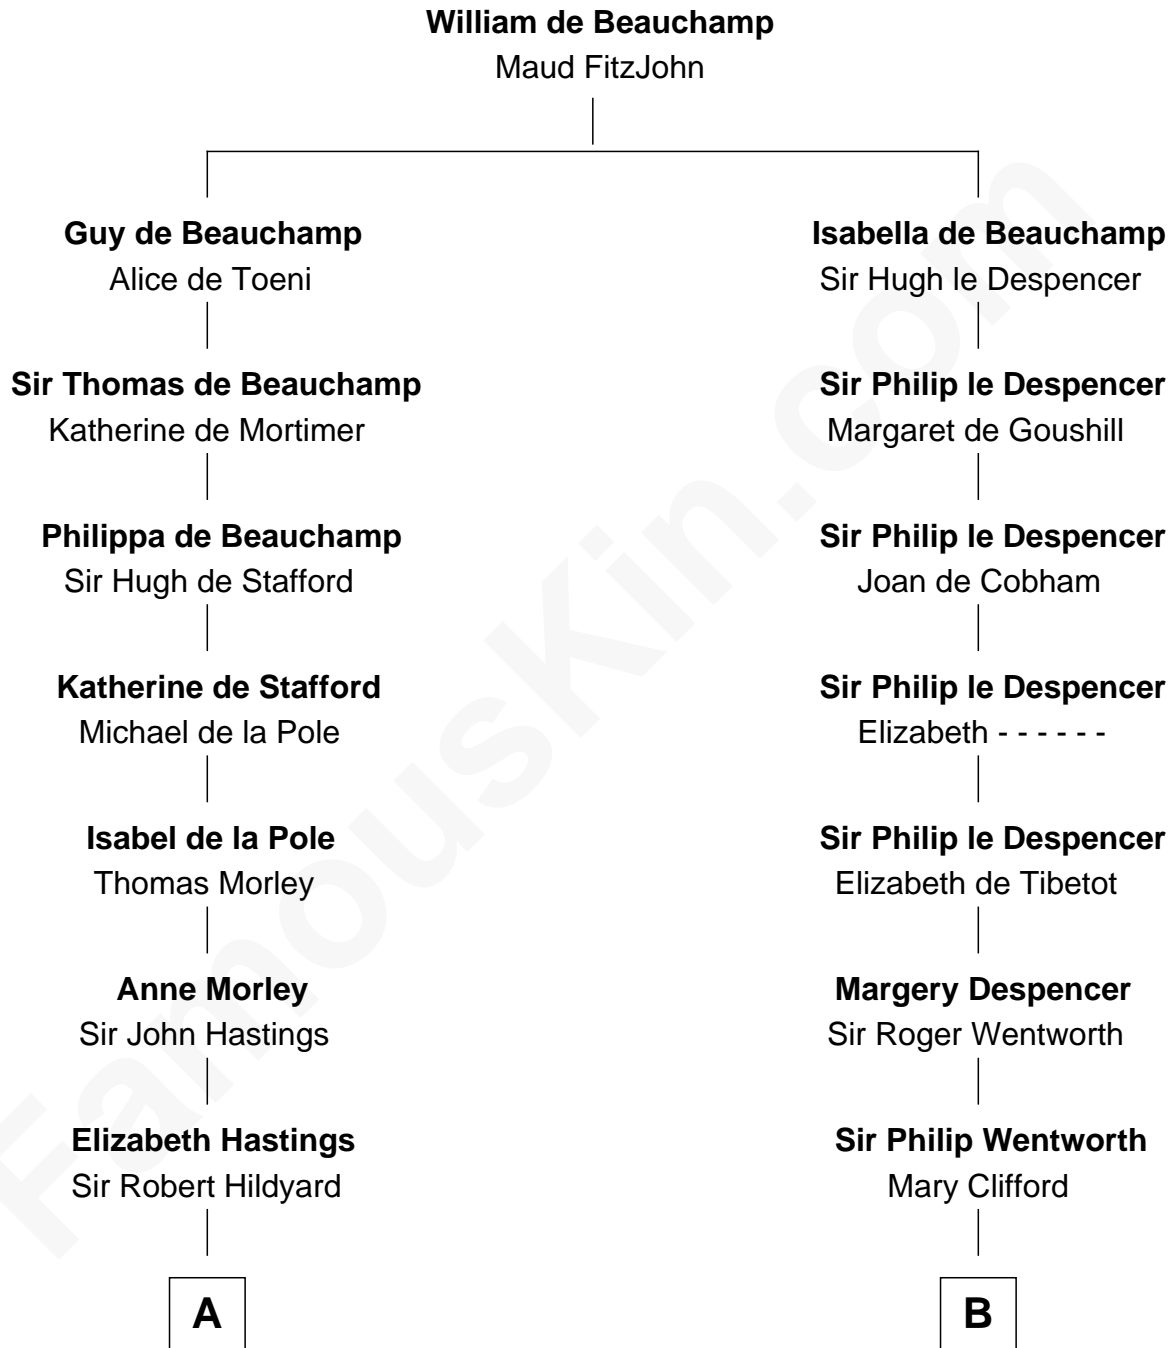 William de Beauchamp
Maud FitzJohn
Guy de Beauchamp
Alice de Toeni
Isabella de Beauchamp
Sir Hugh le Despencer
Sir Thomas de Beauchamp
Katherine de Mortimer
Sir Philip le Despencer
Margaret de Goushill
Philippa de Beauchamp
Sir Hugh de Stafford
Sir Philip le Despencer
Joan de Cobham
Katherine de Stafford
Michael de la Pole
Sir Philip le Despencer
Elizabeth - - - - - -
Isabel de la Pole
Thomas Morley
Sir Philip le Despencer
Elizabeth de Tibetot
Anne Morley
Sir John Hastings
Margery Despencer
Sir Roger Wentworth
Elizabeth Hastings
Sir Robert Hildyard
Sir Philip Wentworth
Mary Clifford
A
B
FamousKin.com